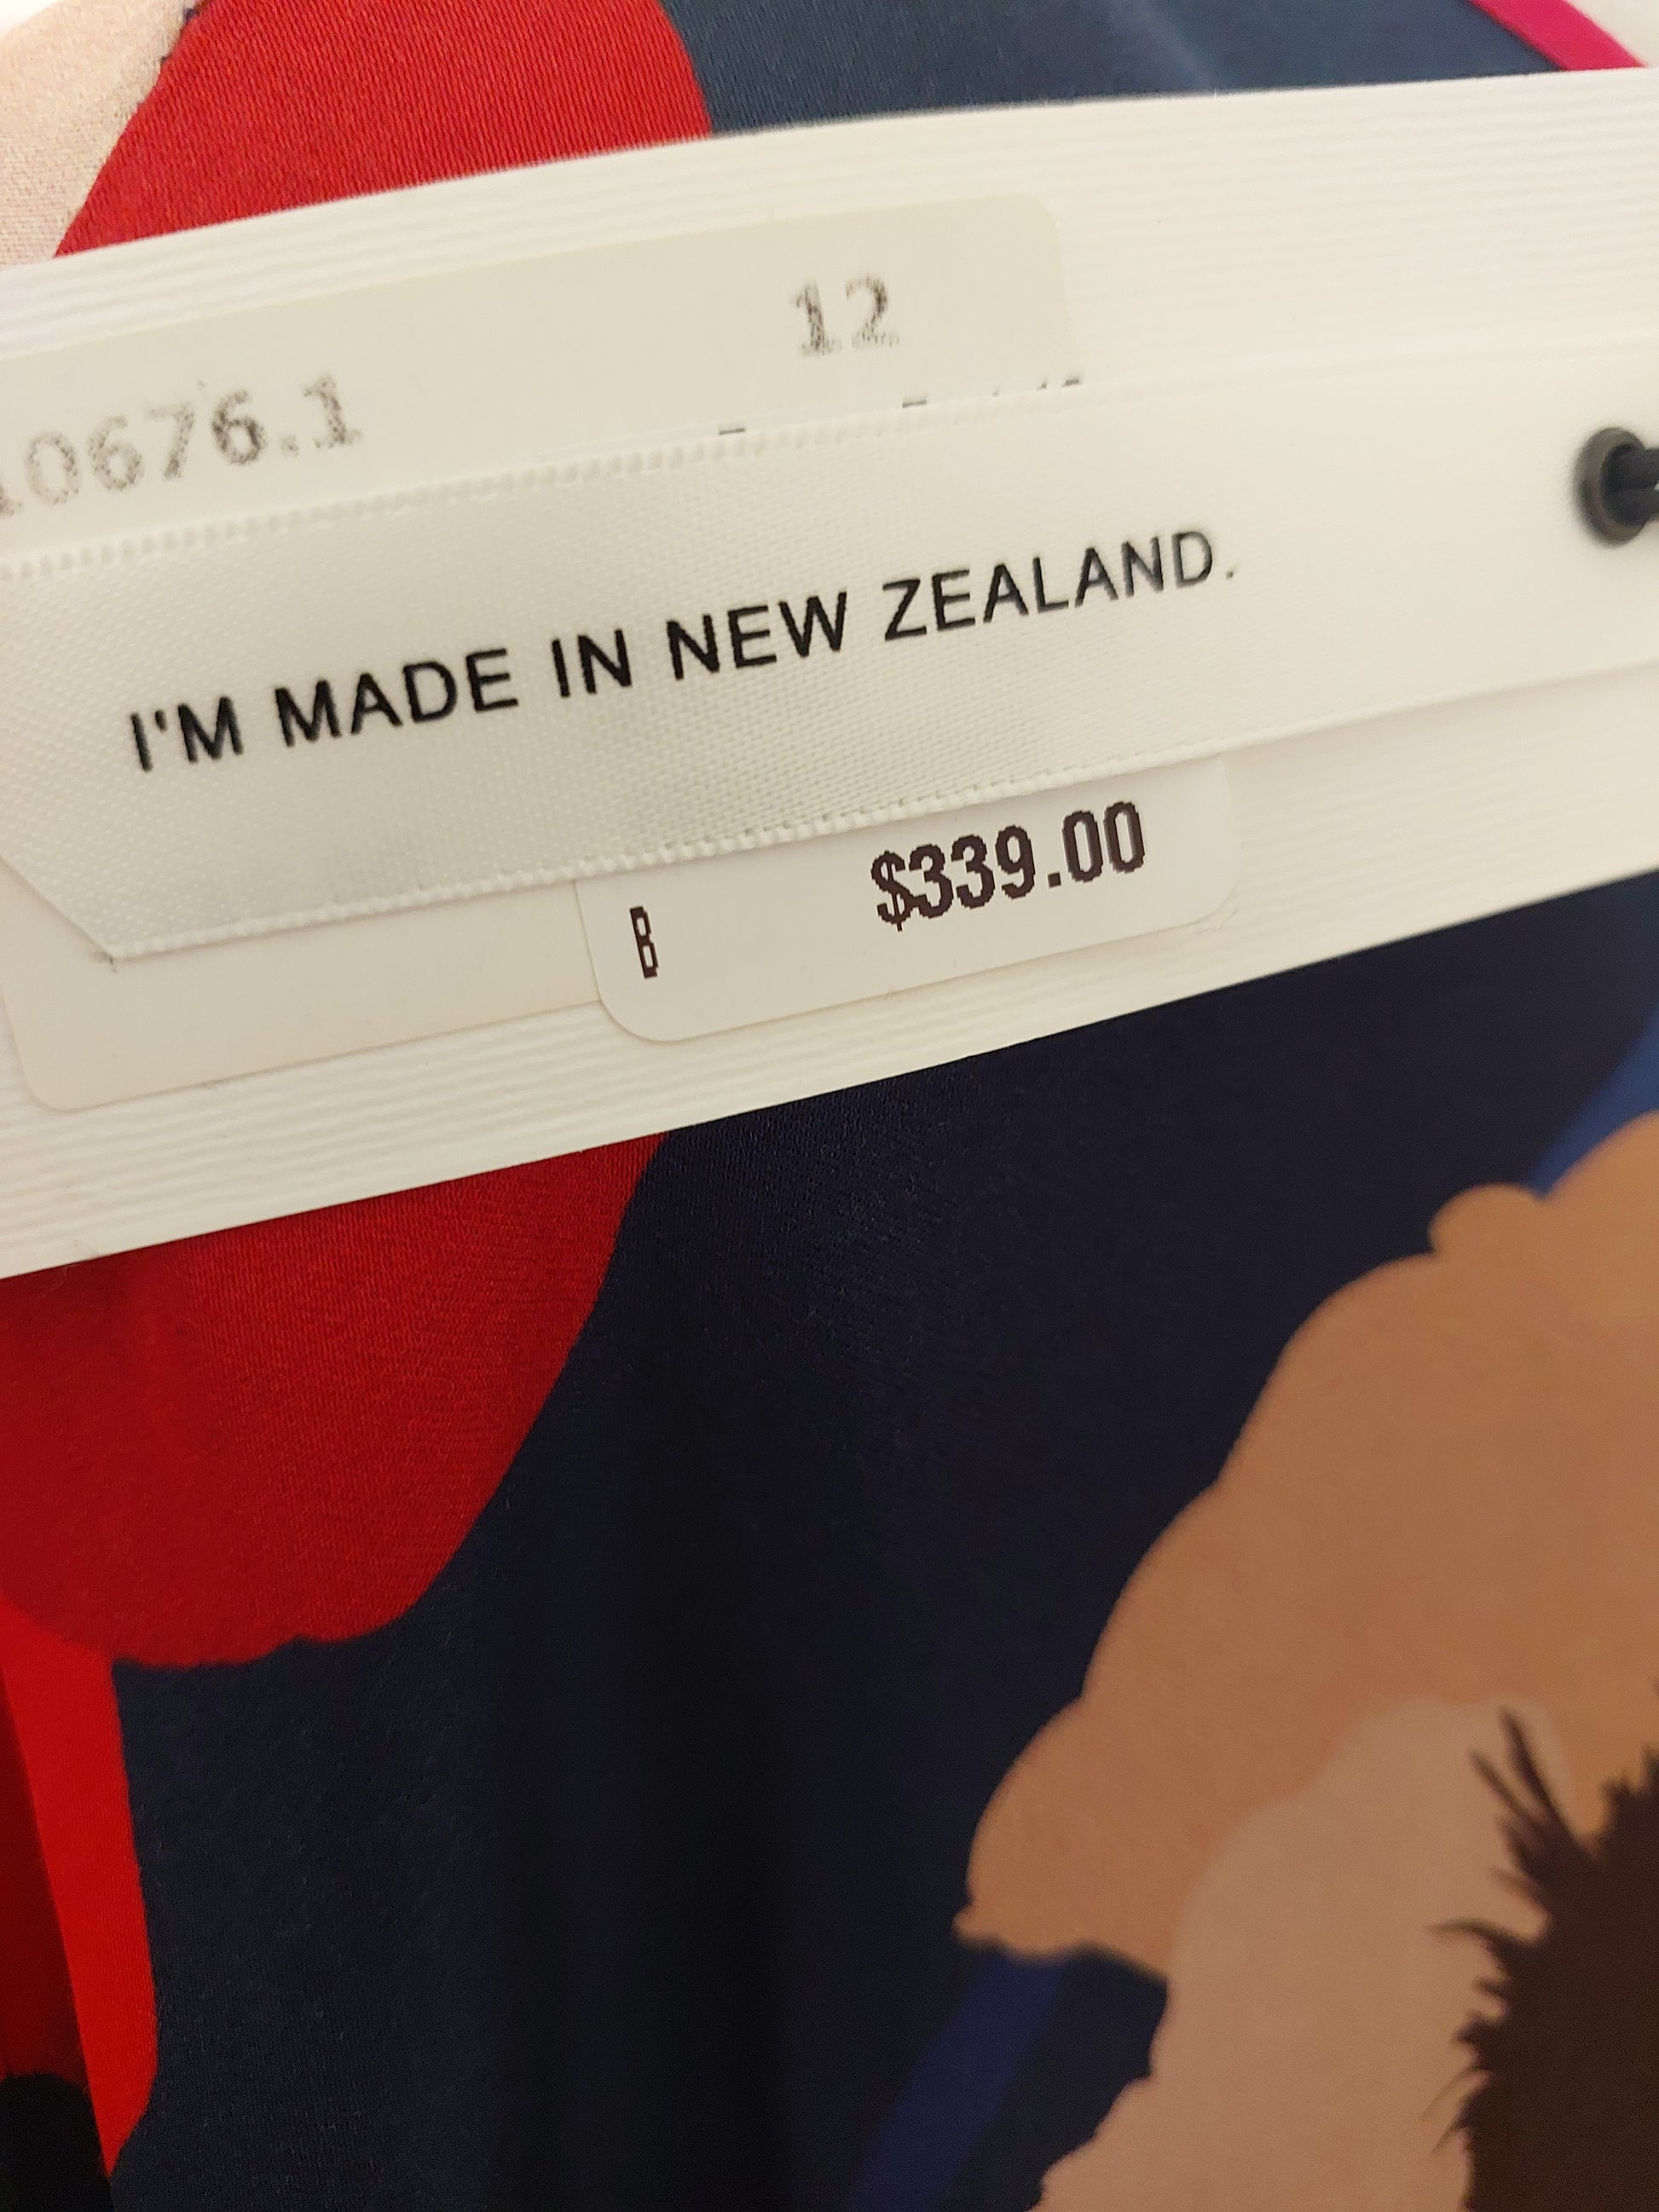 12
10676.1
I'M MADE IN NEW ZEALAND.
$339.00
B